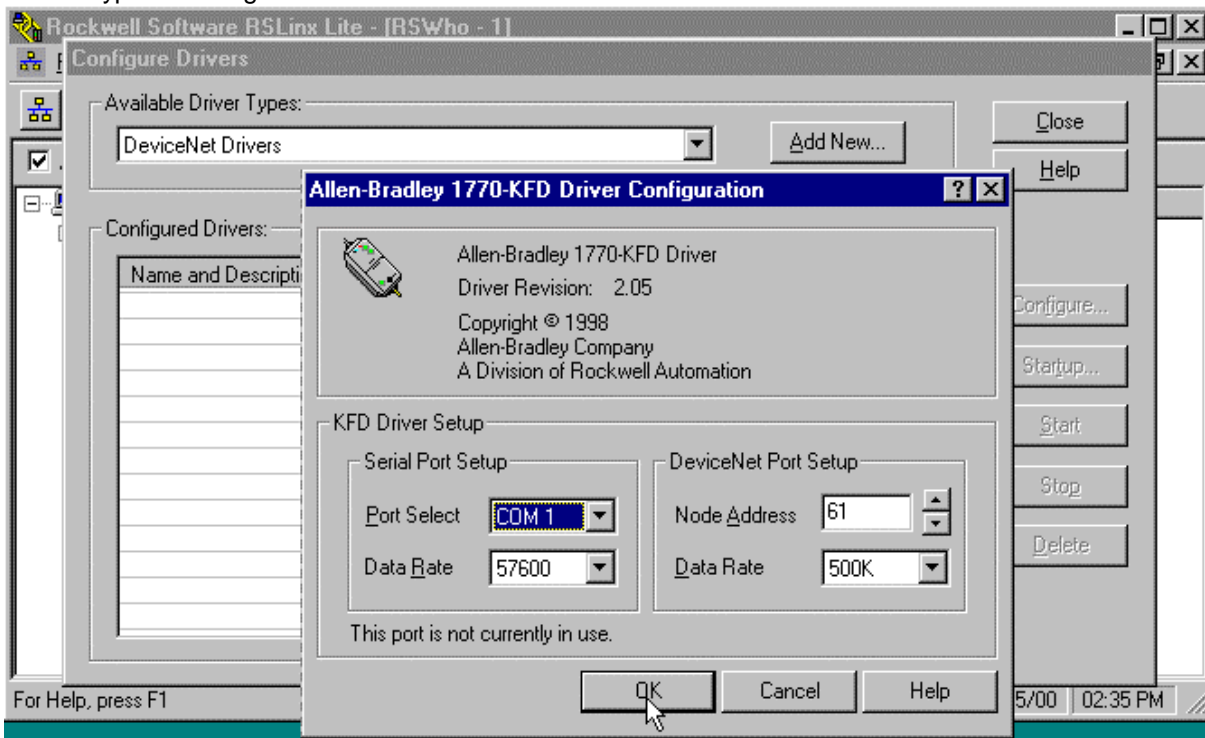 Rockwell Software RSLinx Lite - [RSWho - 1]
Configure Drivers
Available Driver Types:
DeviceNet Drivers
Add New...
Close
Help
Allen-Bradley 1770-KFD Driver Configuration
Configured Drivers:
Name and Descripti
Allen-Bradley 1770-KFD Driver
Driver Revision: 2.05
Copyright © 1998
Allen-Bradley Company
A Division of Rockwell Automation
Configure...
Startup...
Start
Stop
Delete
KFD Driver Setup
Serial Port Setup
Port Select COM 1
Data Rate 57600
DeviceNet Port Setup
Node Address 61
Data Rate 500K
This port is not currently in use.
OK Cancel Help
For Help, press F1
5/00 02:35 PM